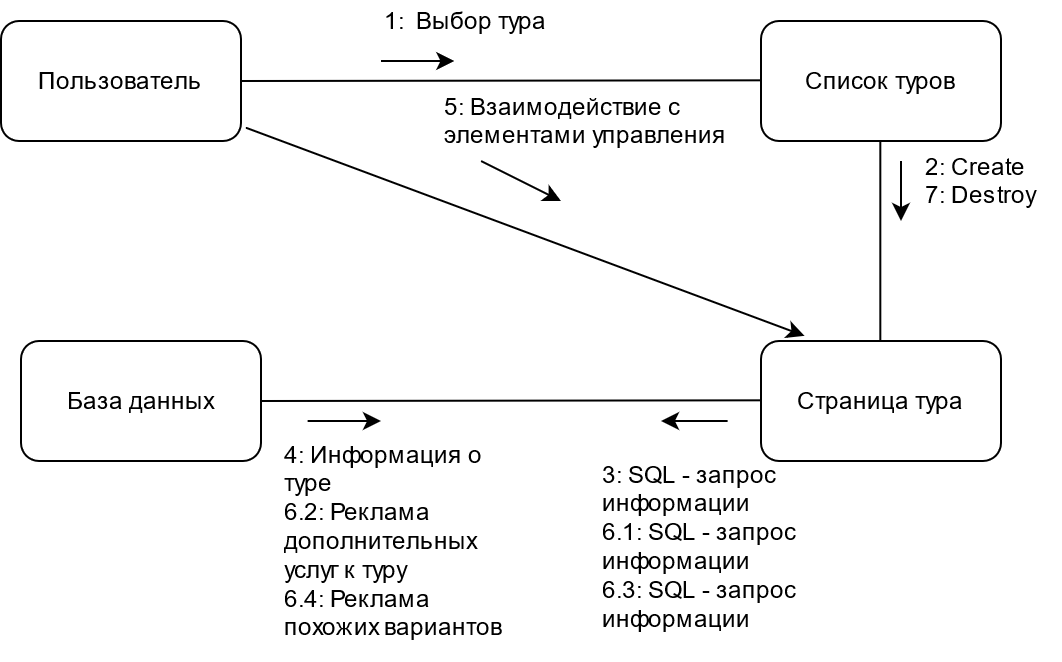 1: Выбор тура
Пользователь
Список туров
5: Взаимодействие с
элементами управления
2: Create
7: Destroy
База данных
Страница тура
4: Информация о
туре
6.2: Реклама
дополнительных
услуг к туру
6.4: Реклама
похожих вариантов
3: SQL - запрос
информации
6.1: SQL - запрос
информации
6.3: SQL - запрос
информации